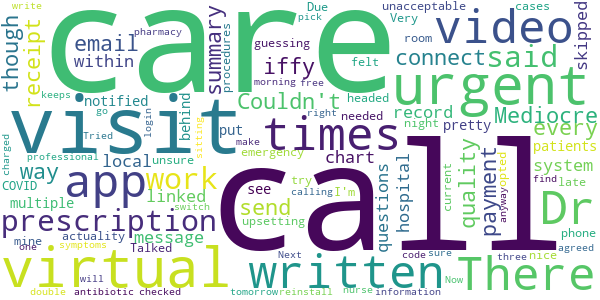 write
pharmacy
Due
pick
unacceptable
Very
cases
care
video
though
receipt
email
within
summary
procedures
guessing
iffy
room
felt
connect
said
skipped
urgent
notified
behind
Couldn't
headed
because
keeps
go
Tried
login
sitting
morning
free
right
needed
record
night
pretty
Mediocre
every
visit
COVID
professional
charged
put
times
make
local
unsure
emergency
chart
see
try
calling
I'm
call
way
app
work
multiple
linked
send
upsetting
switch
questions
hospital
quality
current
payment
opted
anyway
patients
system
find
late
Dr
phone
prescription
mine
actuality
message
one
Talked
symptoms
will
virtual
double
antibiotic
checked
Next
code
sure
three
nice
agreed
written
There
Now
tomorrow
reinstall
nurse
information